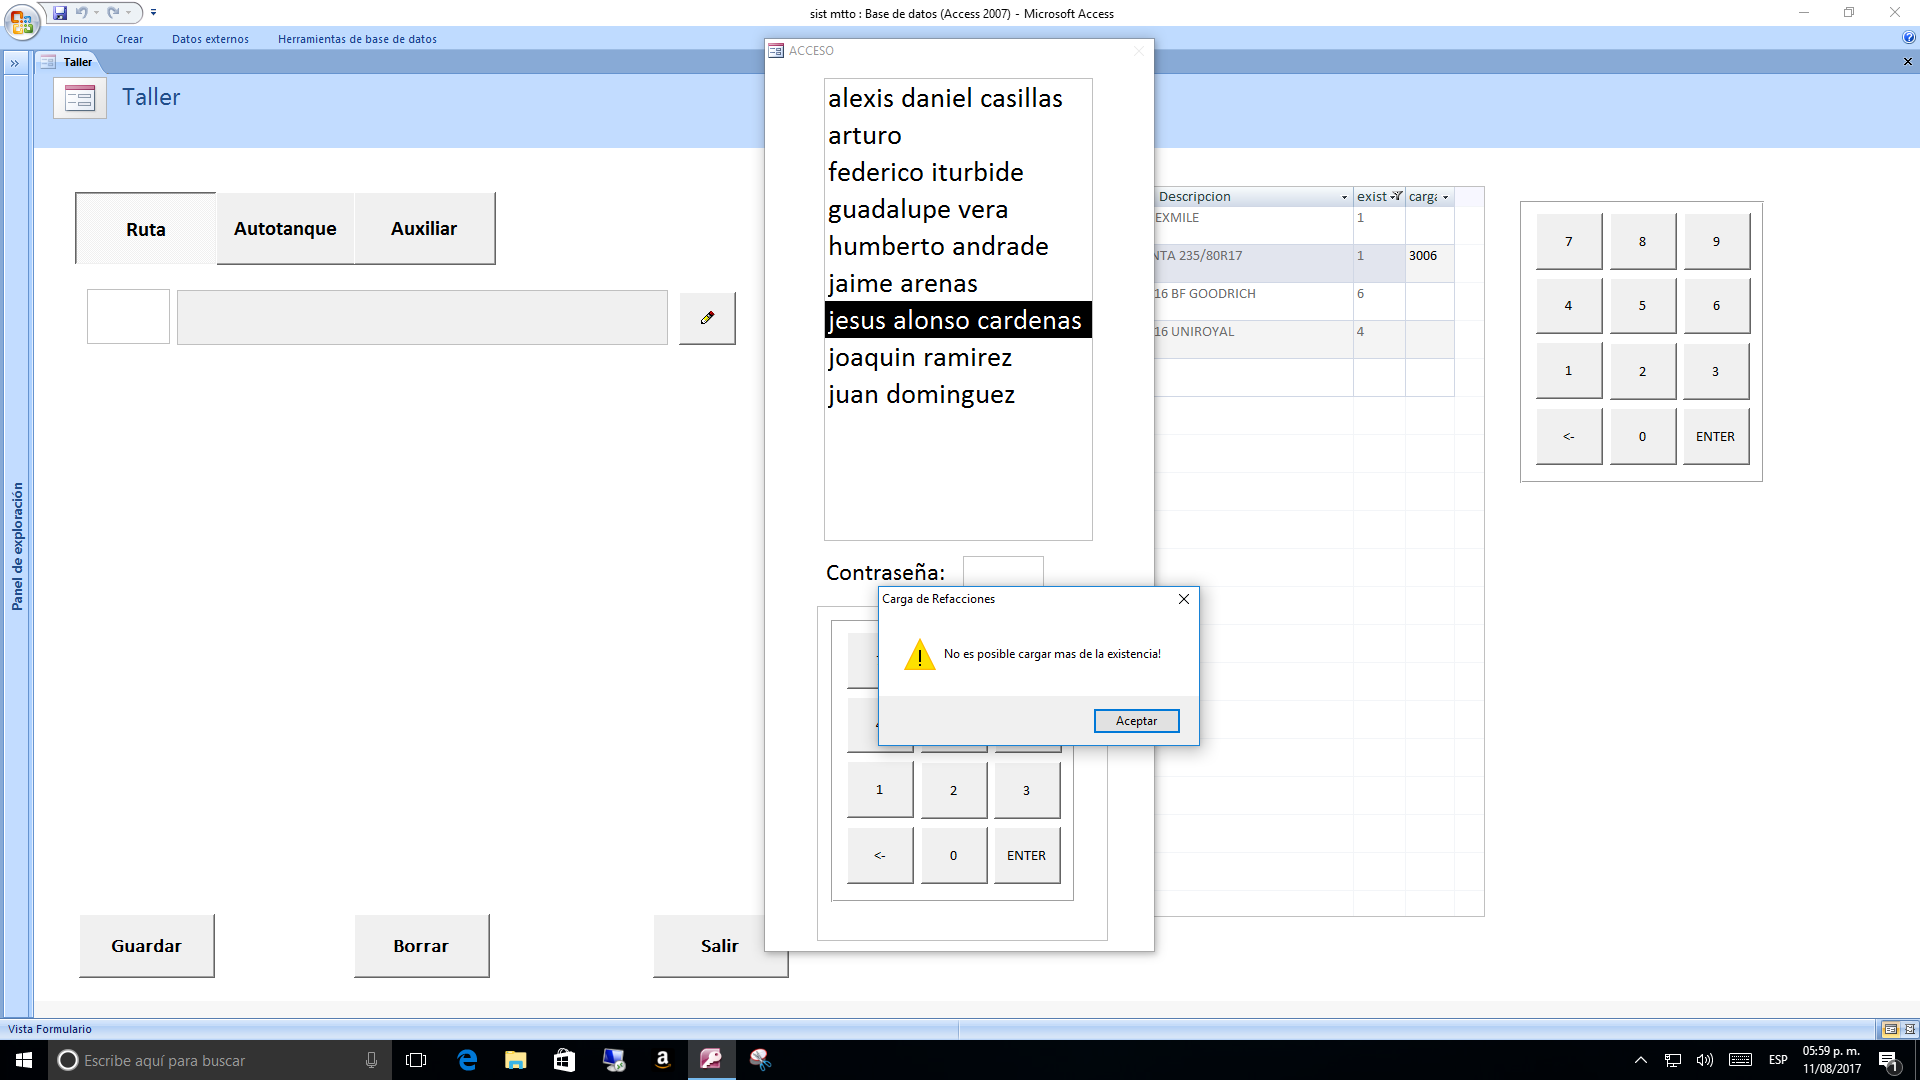 sist mtto : Base de datos (Access 2007) - Microsoft Access
Inicio Crear Datos externos Herramientas de base de datos
Taller
ACCESO
Taller
alexis daniel casillas
arturo
federico iturbide
guadalupe vera
humberto andrade
jaime arenas
jesus alonso cardenas
joaquin ramirez
juan dominguez
Ruta Autotanque Auxiliar
Descripcion exist carga
EXMILE 1
NTA 235/80R17 1 3006
16 BF GOODRICH 6
16 UNIROYAL 4
7 8 9
4 5 6
1 2 3
<- 0 ENTER
Panel de exploración
Contraseña:
Carga de Refacciones
No es posible cargar mas de la existencia!
Aceptar
1 2 3
<- 0 ENTER
Guardar Borrar Salir
Vista Formulario
Escribe aquí para buscar
ESP
05:59 p. m.
11/08/2017
1